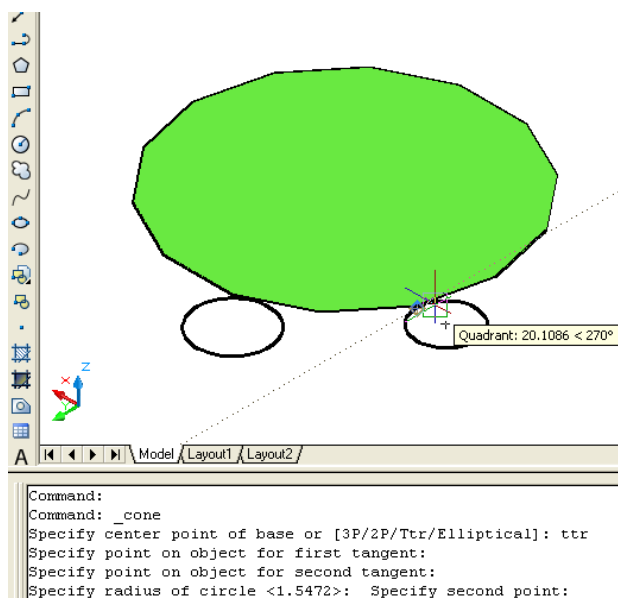 Quadrant: 20.1086 < 270°
Z
X
Y
A
Model Layout1 Layout2
Command:
Command: _cone
Specify center point of base or [3P/2P/Ttr/Elliptical]: ttr
Specify point on object for first tangent:
Specify point on object for second tangent:
Specify radius of circle <1.5472>: Specify second point: